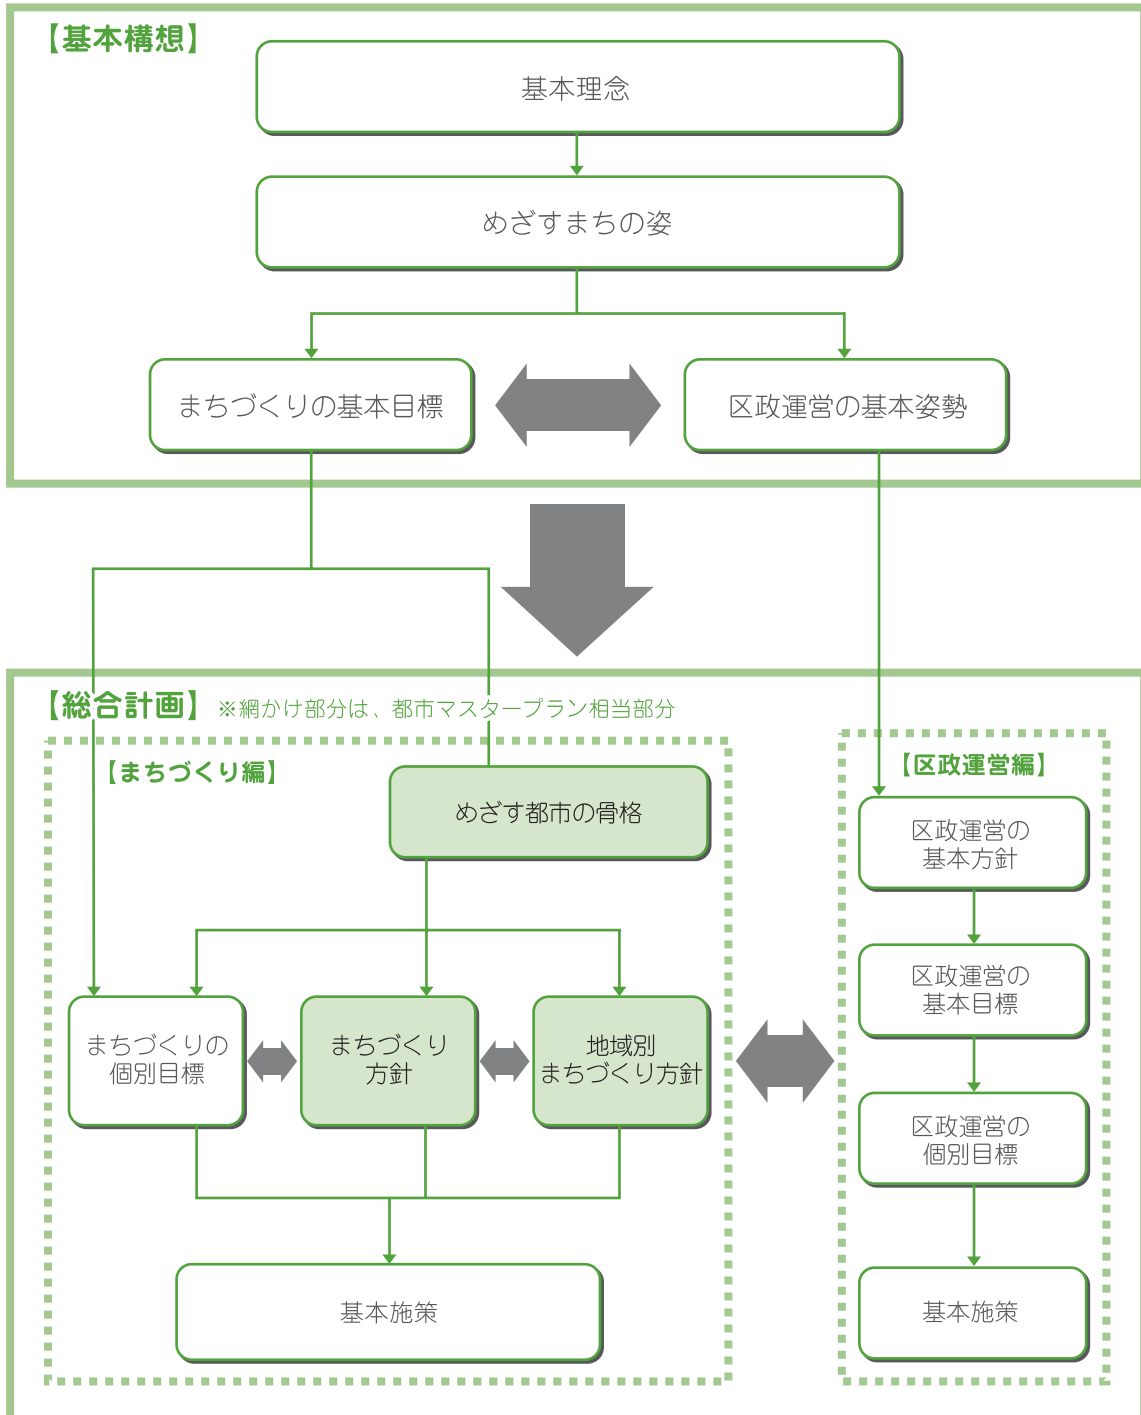 【基本構想】
基本理念
めざすまちの姿
まちづくりの基本目標
区政運営の基本姿勢
【総合計画】
※網かけ部分は、都市マスタープラン相当部分
【まちづくり編】
めざす都市の骨格
まちづくりの
個別目標
まちづくり
方針
地域別
まちづくり方針
基本施策
【区政運営編】
区政運営の
基本方針
区政運営の
基本目標
区政運営の
個別目標
基本施策